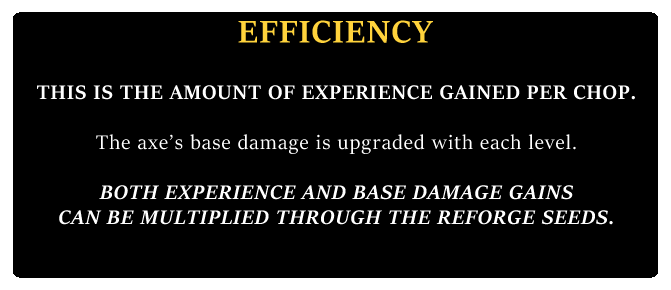 EFFICIENCY
THIS IS THE AMOUNT OF EXPERIENCE GAINED PER CHOP.
The axe’s base damage is upgraded with each level.
BOTH EXPERIENCE AND BASE DAMAGE GAINS
CAN BE MULTIPLIED THROUGH THE REFORGE SEEDS.